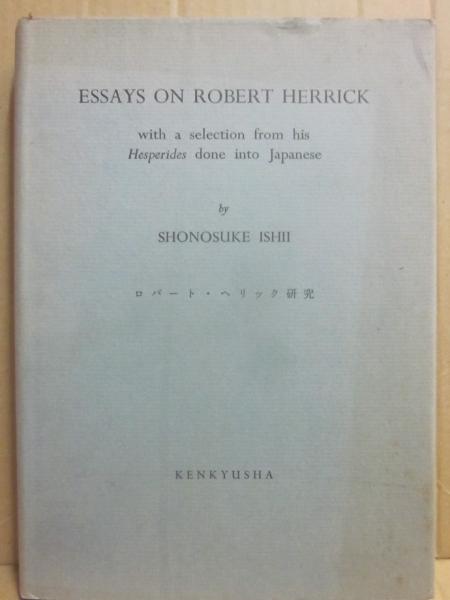 ESSAYS ON ROBERT HERRICK
with a selection from his
Hesperides done into Japanese
by
SHONOSUKE ISHII
ロバート・ヘリック研究
KENKYUSHA